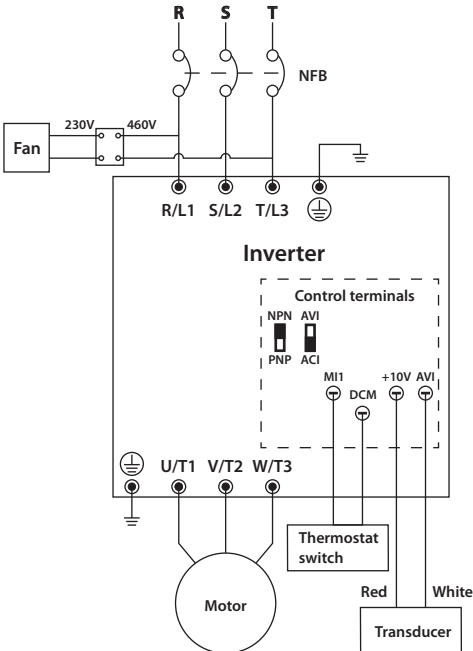 R S T
NFB
230V 460V
Fan
R/L1 S/L2 T/L3
Inverter
Control terminals
NPN AVI
PNP ACI
MI1 DCM +10V AVI
U/T1 V/T2 W/T3
Thermostat
switch
Red White
Motor
Transducer